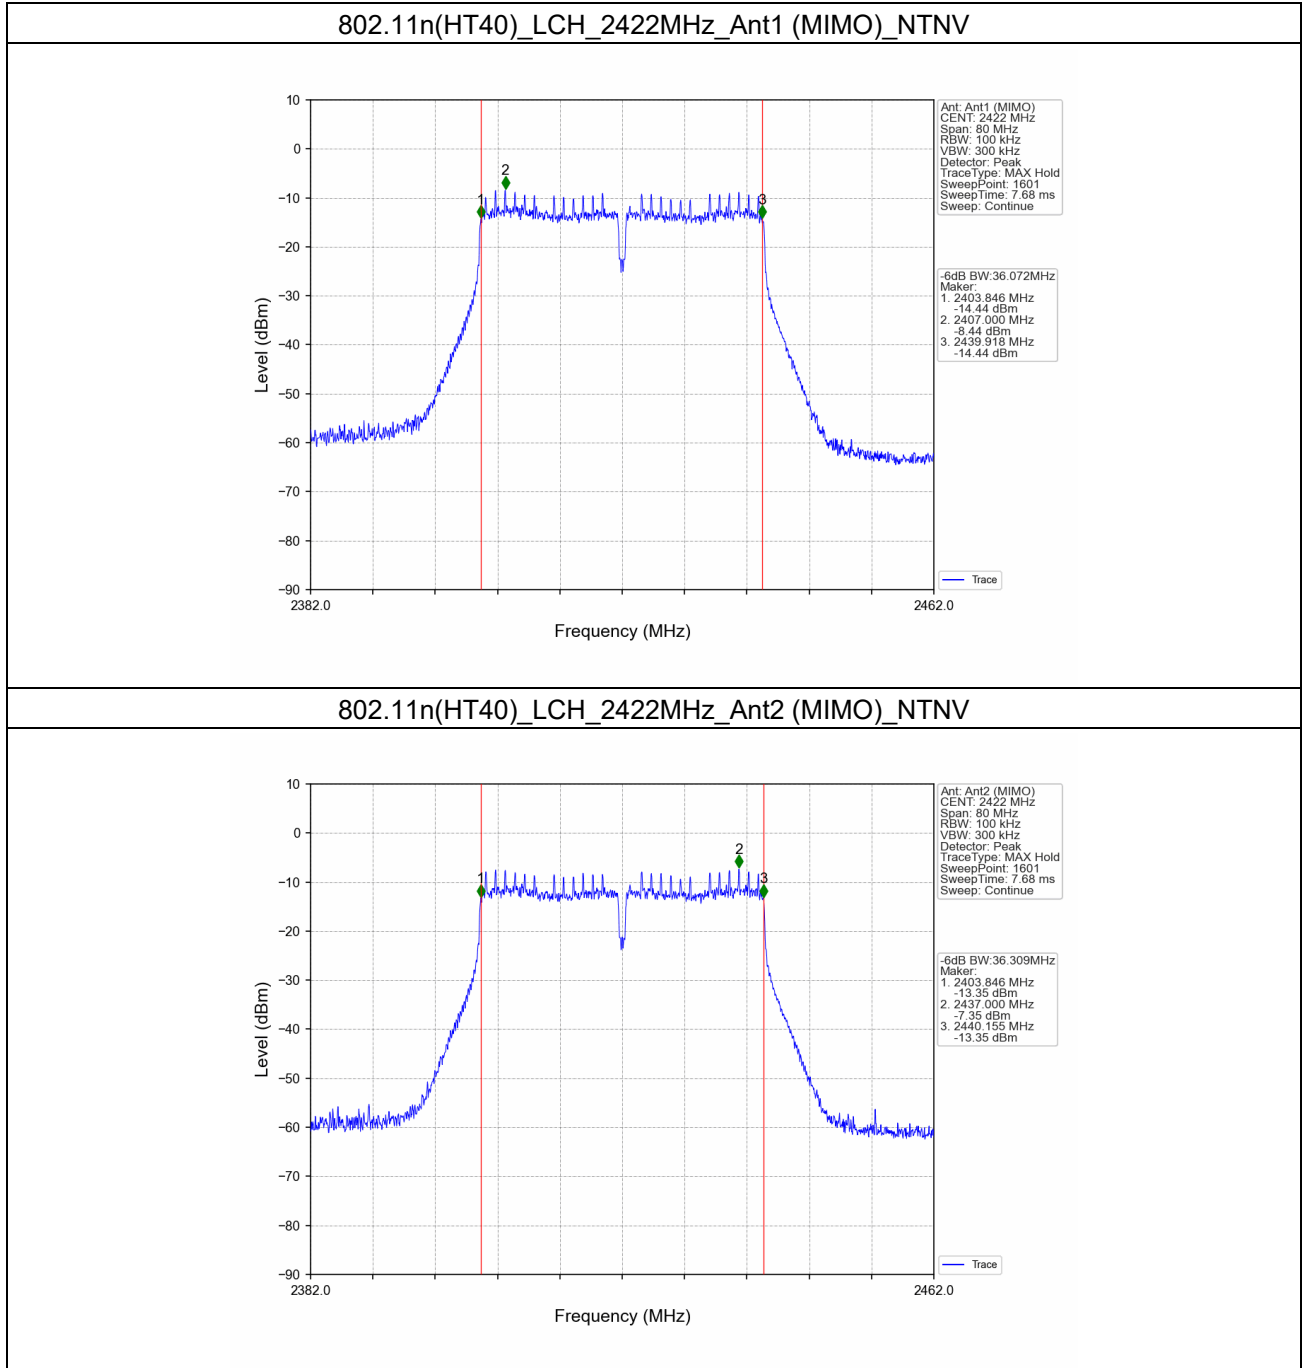 802.11n(HT40)_LCH_2422MHz_Ant1 (MIMO)_NTNV
10
0
−10
−20
−30
−40
−50
−60
−70
−80
−90
Level (dBm)
1
2
3
2382.0
2462.0
Frequency (MHz)
Ant: Ant1 (MIMO)
CENT: 2422 MHz
Span: 80 MHz
RBW: 100 kHz
VBW: 300 kHz
Detector: Peak
TraceType: MAX Hold
SweepPoint: 1601
SweepTime: 7.68 ms
Sweep: Continue
-6dB BW:36.072MHz
Maker:
1. 2403.846 MHz
-14.44 dBm
2. 2407.000 MHz
-8.44 dBm
3. 2439.918 MHz
-14.44 dBm
Trace
802.11n(HT40)_LCH_2422MHz_Ant2 (MIMO)_NTNV
10
0
−10
−20
−30
−40
−50
−60
−70
−80
−90
Level (dBm)
1
2
3
2382.0
2462.0
Frequency (MHz)
Ant: Ant2 (MIMO)
CENT: 2422 MHz
Span: 80 MHz
RBW: 100 kHz
VBW: 300 kHz
Detector: Peak
TraceType: MAX Hold
SweepPoint: 1601
SweepTime: 7.68 ms
Sweep: Continue
-6dB BW:36.309MHz
Maker:
1. 2403.846 MHz
-13.35 dBm
2. 2437.000 MHz
-7.35 dBm
3. 2440.155 MHz
-13.35 dBm
Trace